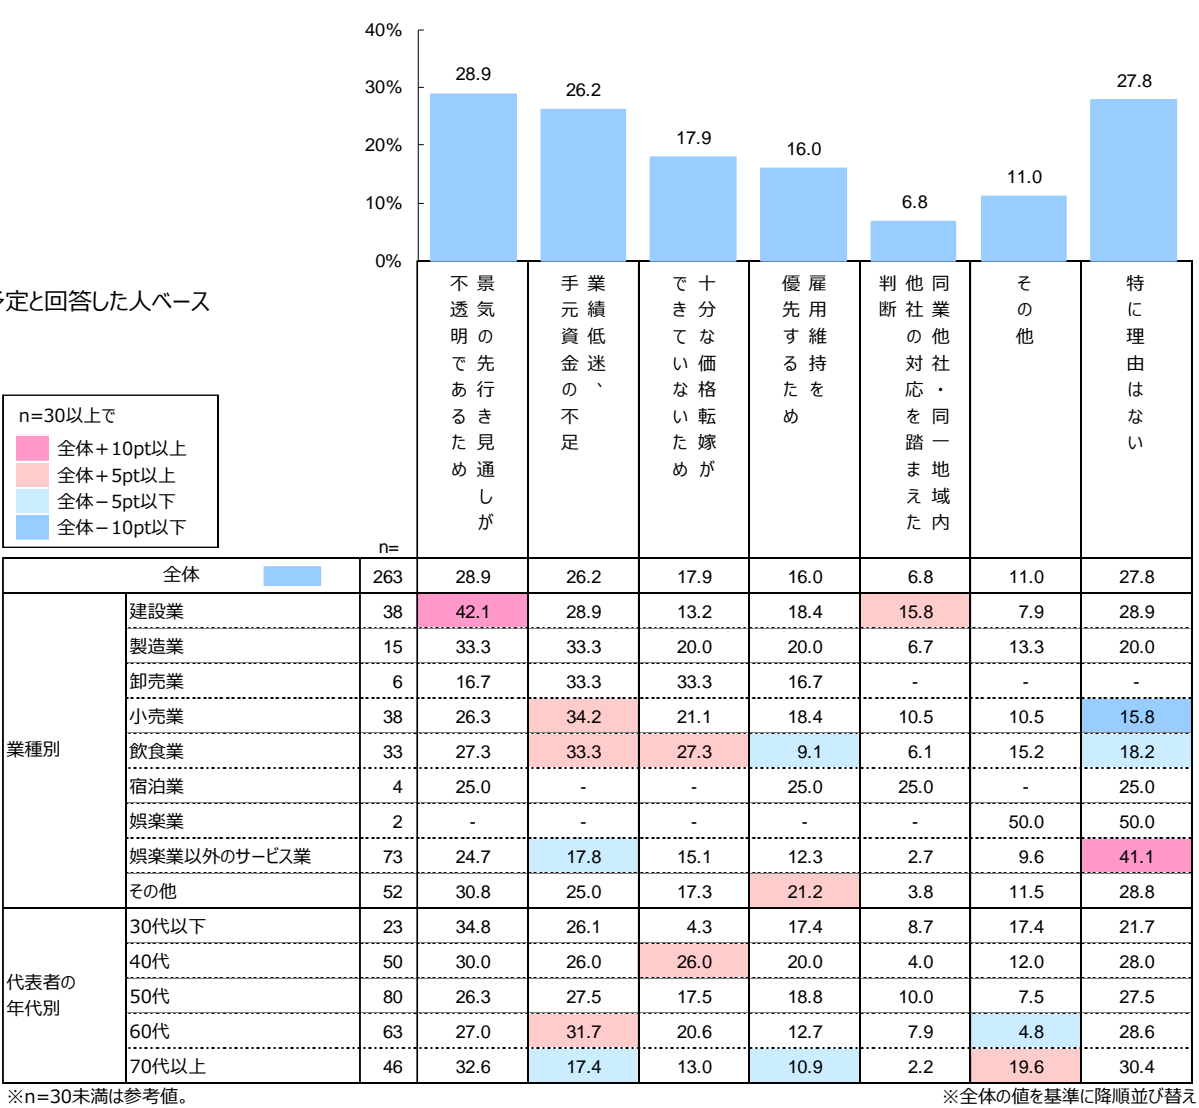 40%
30%
20%
10%
0%
28.9
26.2
17.9
16.0
6.8
11.0
27.8
予定と回答した人ベース
景気の先行き見通しが
不透明であるため
業績低迷、
手元資金の不足
十分な価格転嫁が
できていないため
雇用維持を
優先するため
同業他社・同一地域内
他社の対応を踏まえた
判断
その他
特に理由はない
n=30以上で
全体+10pt以上
全体+5pt以上
全体-5pt以下
全体-10pt以下
n=
全体 263 28.9 26.2 17.9 16.0 6.8 11.0 27.8
業種別
建設業 38 42.1 28.9 13.2 18.4 15.8 7.9 28.9
製造業 15 33.3 33.3 20.0 20.0 6.7 13.3 20.0
卸売業 6 16.7 33.3 33.3 16.7 - - -
小売業 38 26.3 34.2 21.1 18.4 10.5 10.5 15.8
飲食業 33 27.3 33.3 27.3 9.1 6.1 15.2 18.2
宿泊業 4 25.0 - - 25.0 25.0 - 25.0
娯楽業 2 - - - - - 50.0 50.0
娯楽業以外のサービス業 73 24.7 17.8 15.1 12.3 2.7 9.6 41.1
その他 52 30.8 25.0 17.3 21.2 3.8 11.5 28.8
代表者の
年代別
30代以下 23 34.8 26.1 4.3 17.4 8.7 17.4 21.7
40代 50 30.0 26.0 26.0 20.0 4.0 12.0 28.0
50代 80 26.3 27.5 17.5 18.8 10.0 7.5 27.5
60代 63 27.0 31.7 20.6 12.7 7.9 4.8 28.6
70代以上 46 32.6 17.4 13.0 10.9 2.2 19.6 30.4
※n=30未満は参考値。
※全体の値を基準に降順並び替え